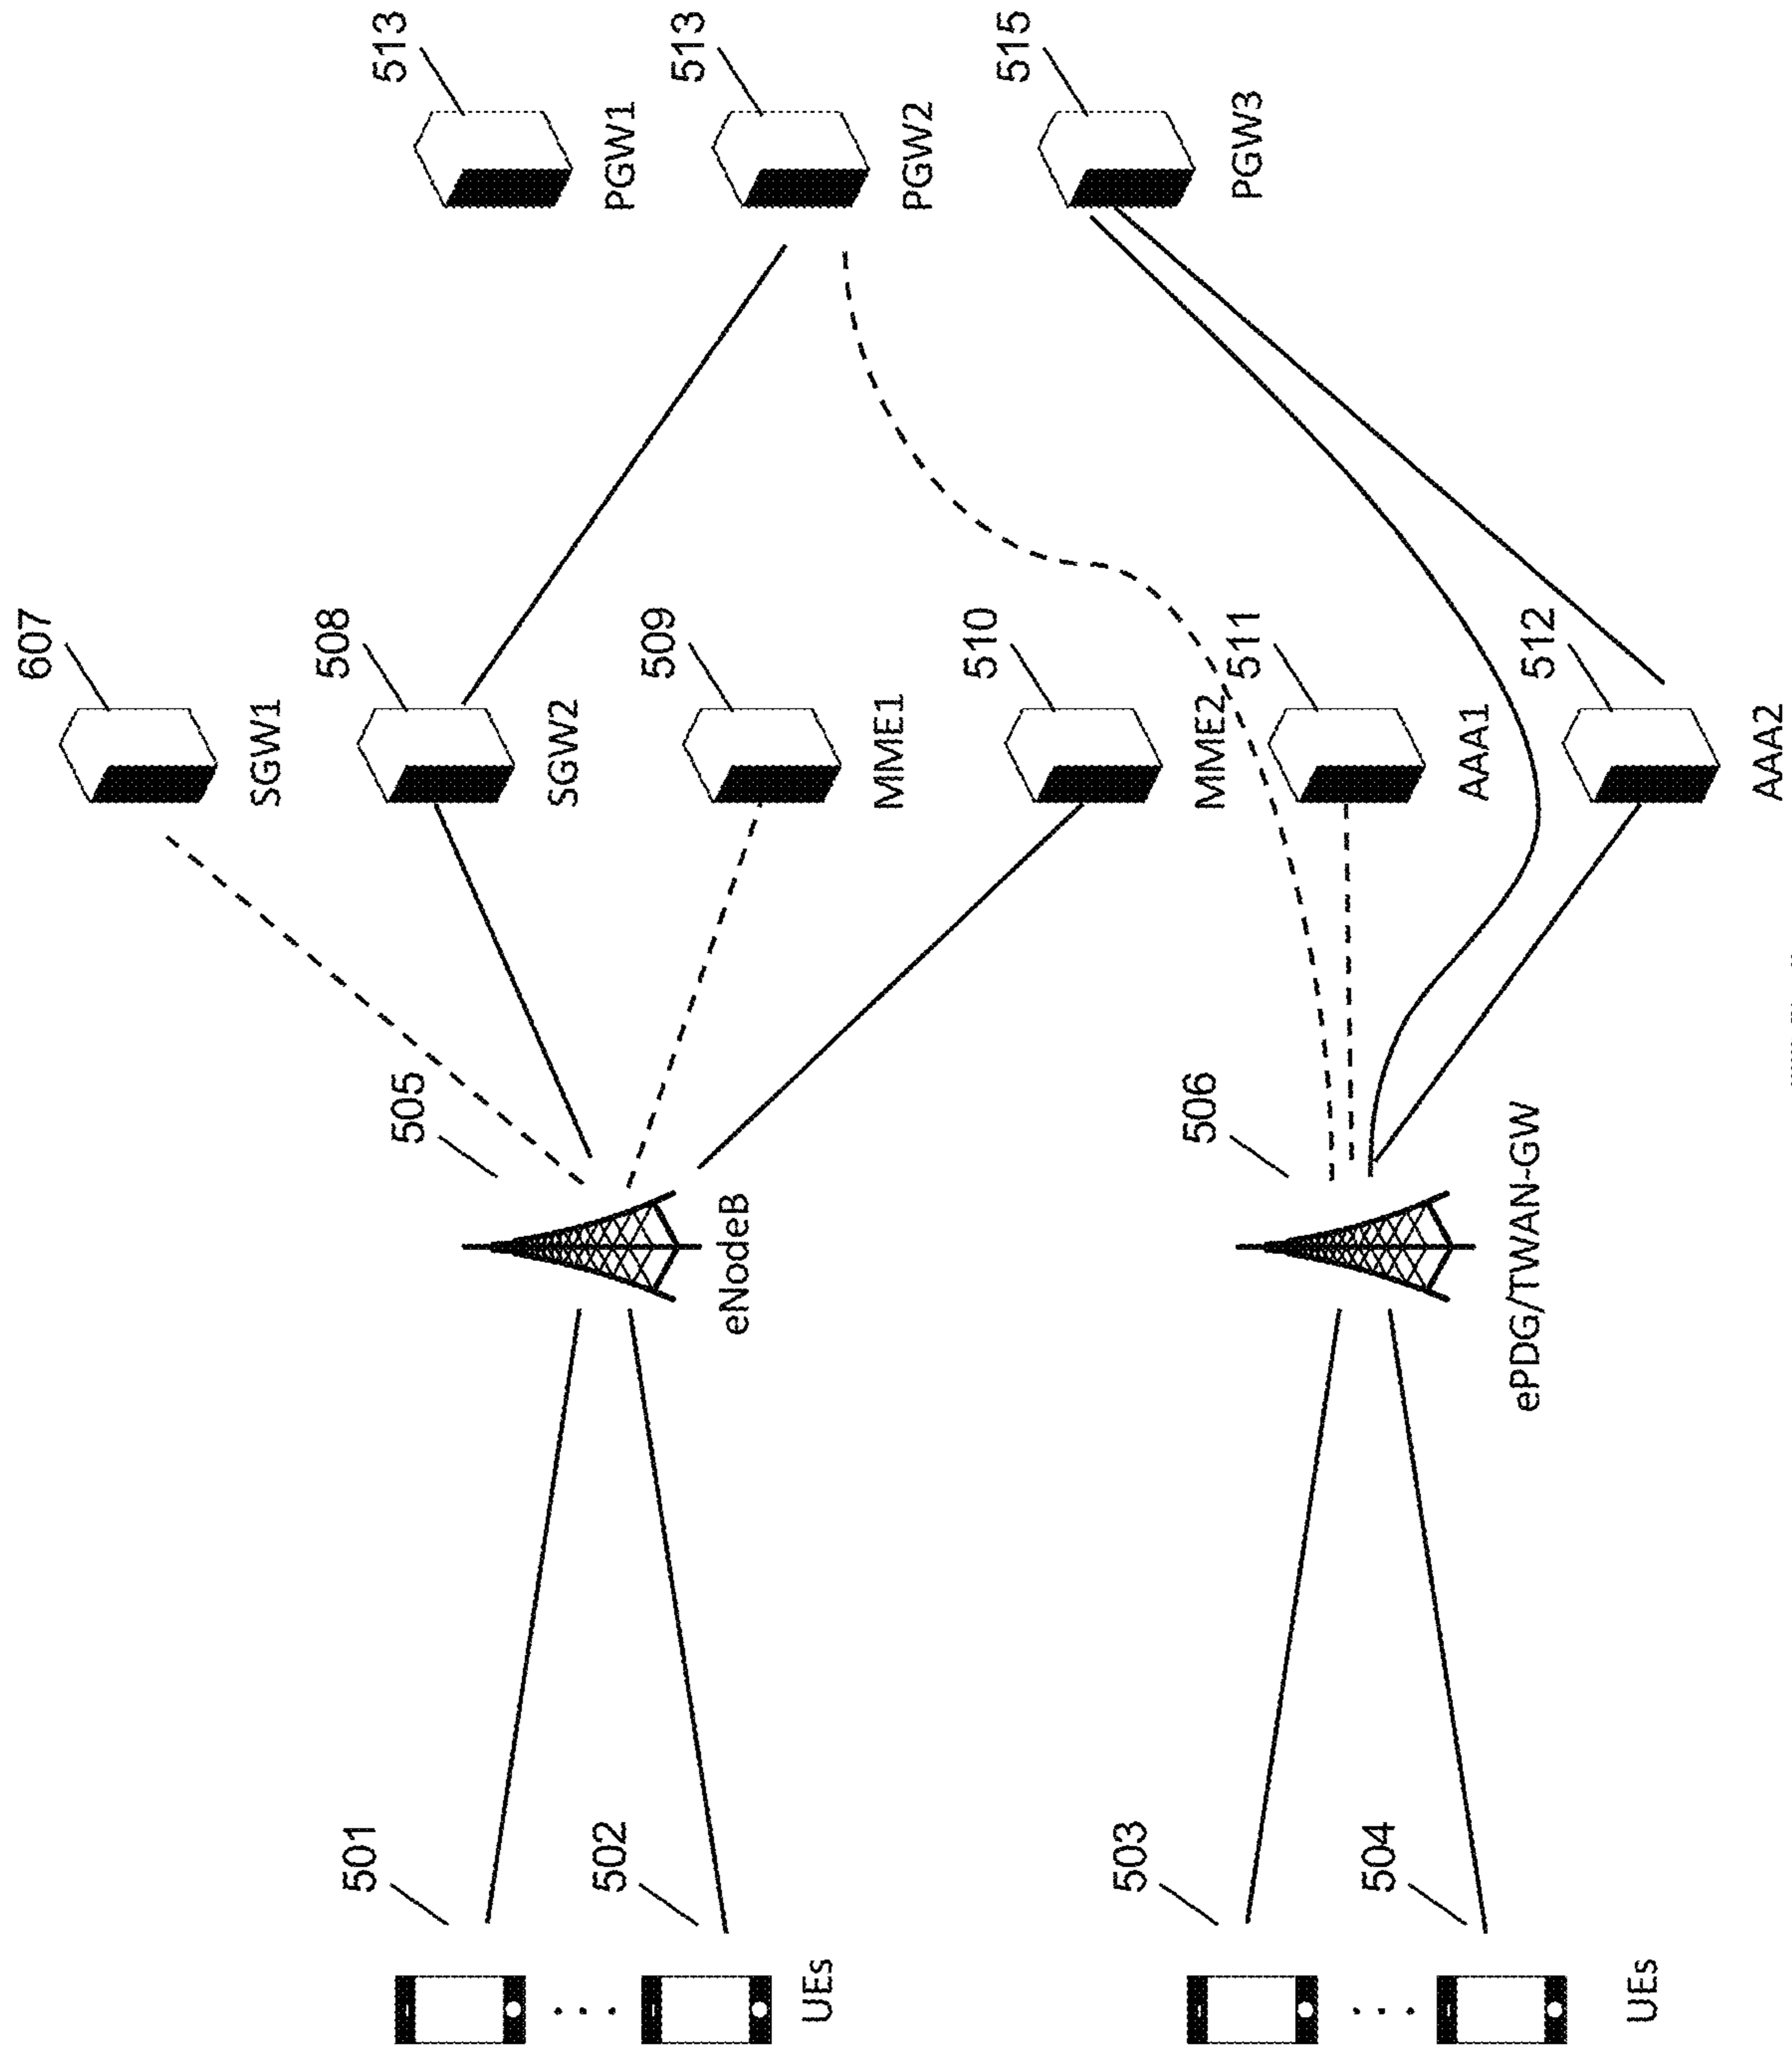 607
SGW1
508
501
513
505
SGW2
502
PGW1
509
513
eNodeB
UEs
MME1
PGW2
510
515
503
506
MME2
511
PGW3
504
AAA1
ePDG/TWAN-GW
512
UEs
AAA2